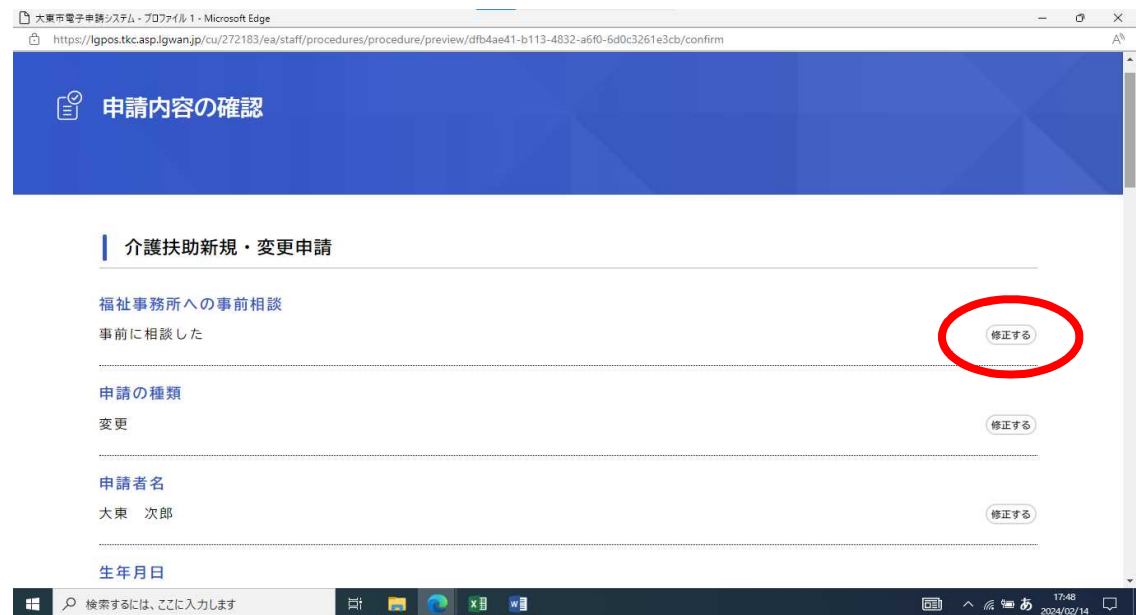 大東市電子申請システム - プロファイル 1 - Microsoft Edge
https://lgpos.tkc.asp.lgwan.jp/cu/272183/ea/staff/procedures/procedure/preview/dfb4ae41-b113-4832-a6f0-6d0c3261e3cb/confirm
申請内容の確認
介護扶助新規・変更申請
福祉事務所への事前相談
事前に相談した
修正する
申請の種類
変更
修正する
申請者名
大東 次郎
修正する
生年月日
検索するには、ここに入力します
あ
17:48
2024/02/14